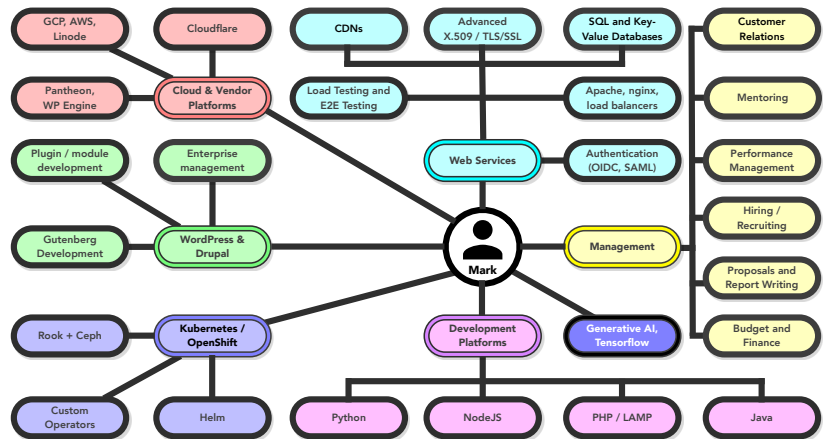 GCP, AWS,
Linode
Cloudflare
CDNs
Advanced
X.509 / TLS/SSL
SQL and Key-
Value Databases
Customer
Relations
Pantheon,
WP Engine
Cloud & Vendor
Platforms
Load Testing and
E2E Testing
Apache, nginx,
load balancers
Mentoring
Plugin / module
development
Enterprise
management
Web Services
Authentication
(OIDC, SAML)
Performance
Management
Hiring /
Recruiting
Gutenberg
Development
WordPress &
Drupal
Mark
Management
Proposals and
Report Writing
Rook + Ceph
Kubernetes /
OpenShift
Development
Platforms
Generative AI,
Tensorflow
Budget and
Finance
Custom
Operators
Helm
Python
NodeJS
PHP / LAMP
Java